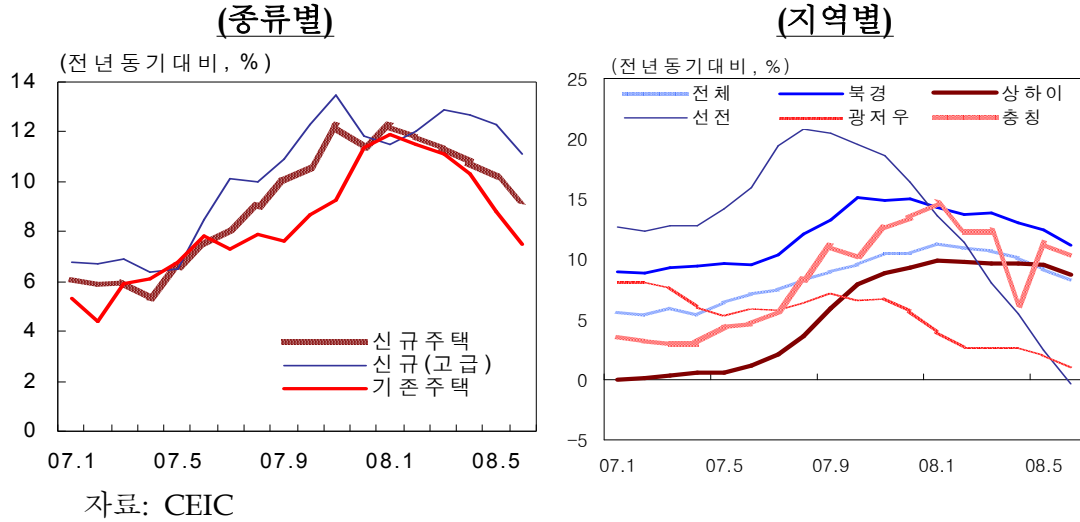 (종류별)
(전년동기대비, %)
14
12
10
8
6
4
2
0
신규주택
신규(고급)
기존주택
07.1 07.5 07.9 08.1 08.5
(지역별)
(전년동기대비, %)
25
20
15
10
5
0
-5
전체 북경 상하이
선전 광저우 충칭
07.1 07.5 07.9 08.1 08.5
자료: CEIC